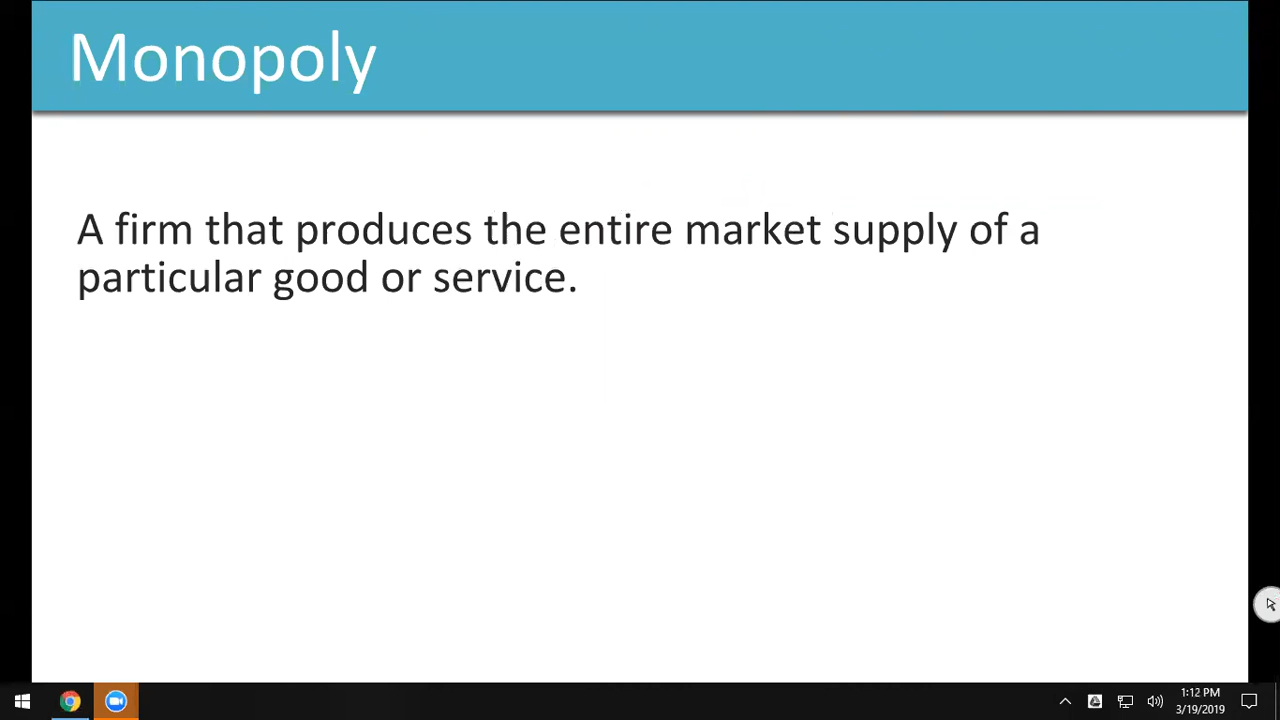 Monopoly
A firm that produces the entire market supply of a
particular good or service.
1:12 PM
3/19/2019